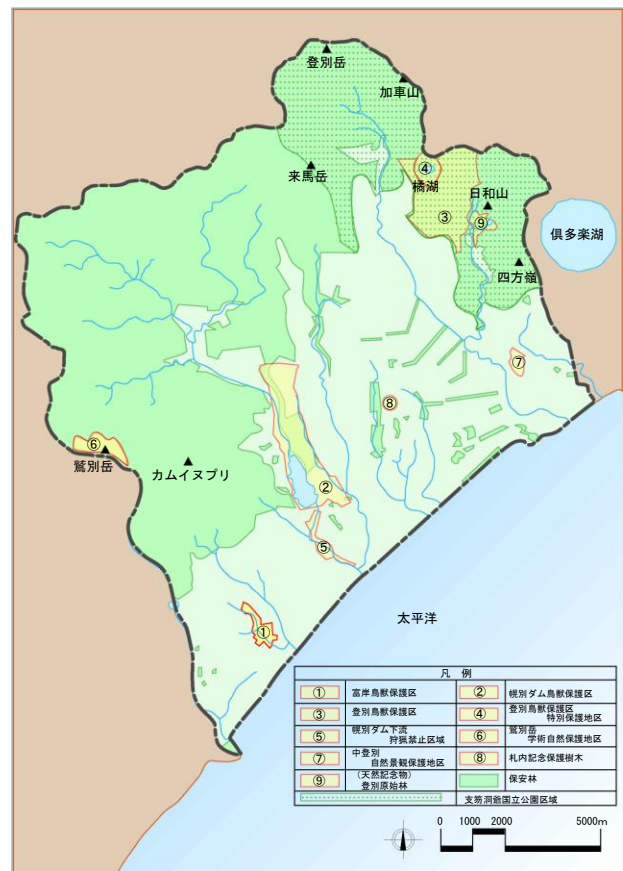 登別岳
加車山
来馬岳
④
橘湖
日和山
③
⑨
倶多楽湖
四方嶺
⑦
⑧
⑥
鷲別岳
カムイヌプリ
②
⑤
①
太平洋
凡 例
① 富岸鳥獣保護区
② 幌別ダム鳥獣保護区
③ 登別鳥獣保護区
④ 登別鳥獣保護区
特別保護地区
⑤ 幌別ダム下流
狩猟禁止区域
⑥ 鷲別岳
学術自然保護地区
⑦ 中登別
自然景観保護地区
⑧ 札内記念保護樹木
⑨ (天然記念物)
登別原始林
保安林
支笏洞爺国立公園区域
0 1000 2000 5000m